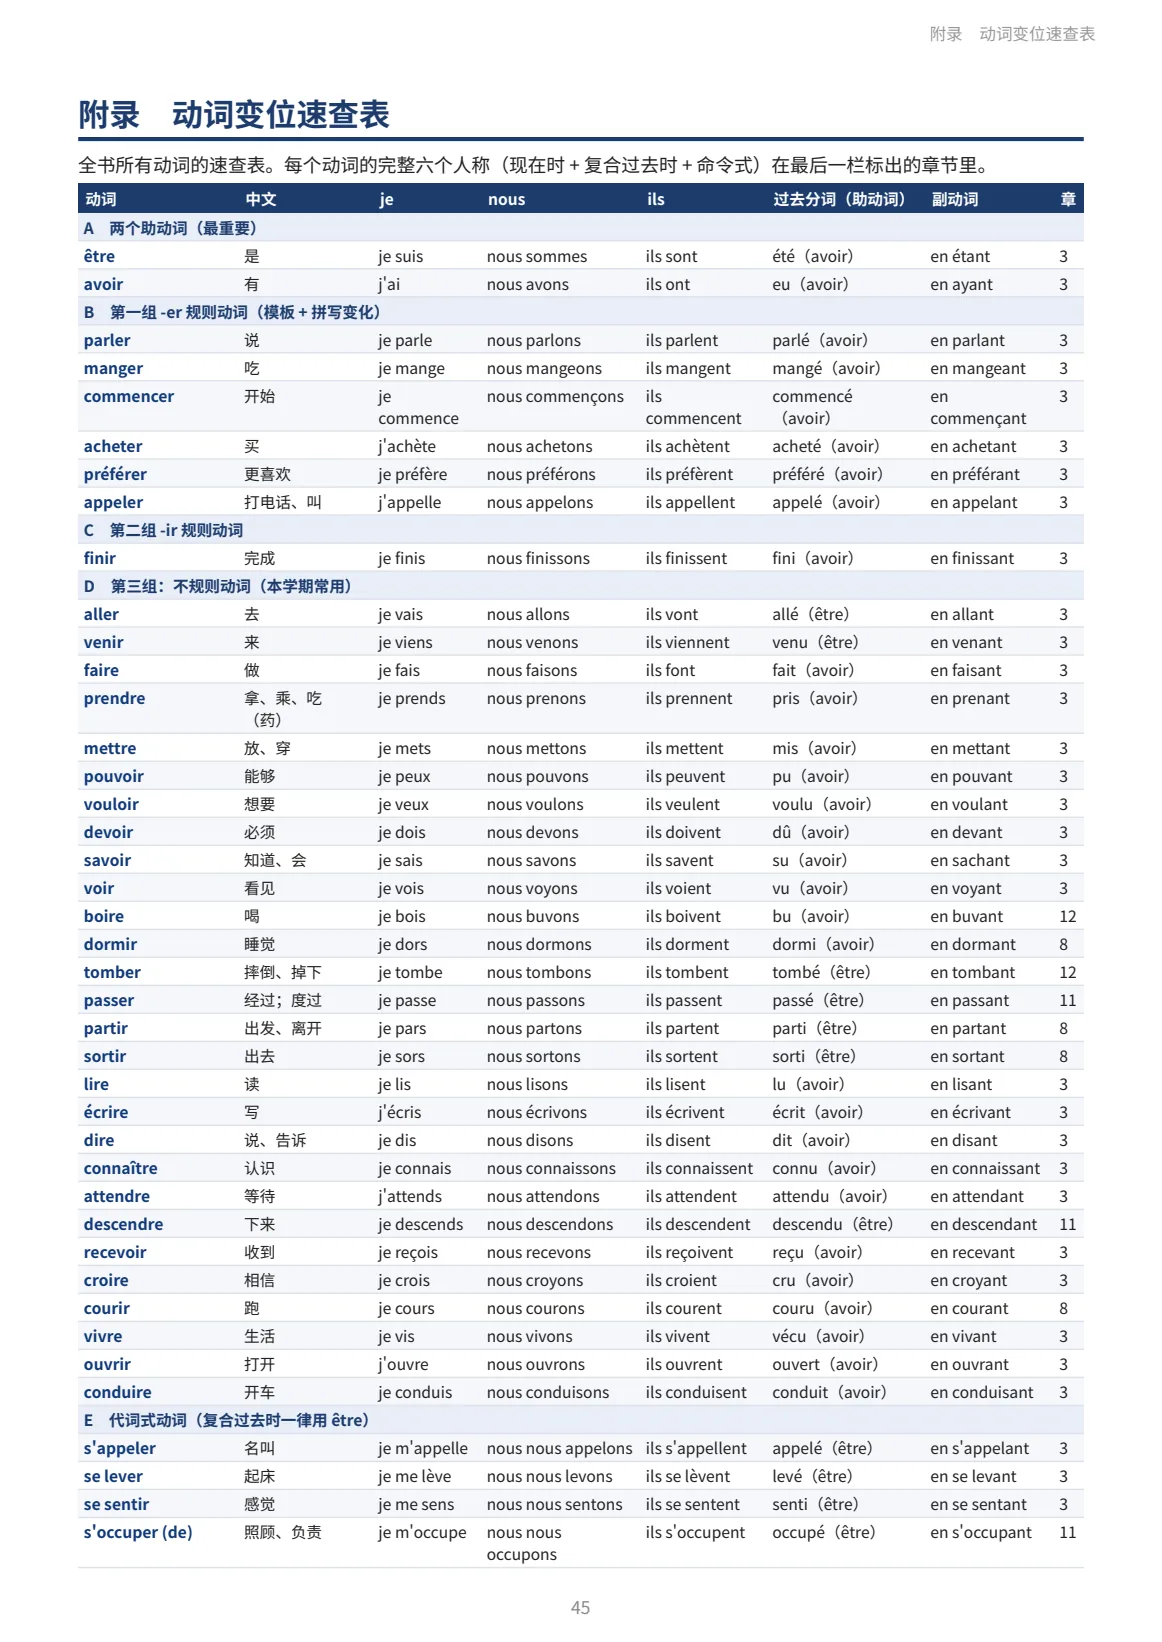 附录　动词变位速查表
附录　动词变位速查表
全书所有动词的速查表。每个动词的完整六个人称（现在时 + 复合过去时 + 命令式）在最后一栏标出的章节里。
动词 中文 je nous ils 过去分词（助动词） 副动词 章
A　两个助动词（最重要）
être 是 je suis nous sommes ils sont été（avoir） en étant 3
avoir 有 j'ai nous avons ils ont eu（avoir） en ayant 3
B　第一组 -er 规则动词（模板 + 拼写变化）
parler 说 je parle nous parlons ils parlent parlé（avoir） en parlant 3
manger 吃 je mange nous mangeons ils mangent mangé（avoir） en mangeant 3
commencer 开始 je nous commençons ils commencé en 3
commence commencent （avoir） commençant
acheter 买 j'achète nous achetons ils achètent acheté（avoir） en achetant 3
préférer 更喜欢 je préfère nous préférons ils préfèrent préféré（avoir） en préférant 3
appeler 打电话、叫 j'appelle nous appelons ils appellent appelé（avoir） en appelant 3
C　第二组 -ir 规则动词
finir 完成 je finis nous finissons ils finissent fini（avoir） en finissant 3
D　第三组：不规则动词（本学期常用）
aller 去 je vais nous allons ils vont allé（être） en allant 3
venir 来 je viens nous venons ils viennent venu（être） en venant 3
faire 做 je fais nous faisons ils font fait（avoir） en faisant 3
prendre 拿、乘、吃 je prends nous prenons ils prennent pris（avoir） en prenant 3
（药）
mettre 放、穿 je mets nous mettons ils mettent mis（avoir） en mettant 3
pouvoir 能够 je peux nous pouvons ils peuvent pu（avoir） en pouvant 3
vouloir 想要 je veux nous voulons ils veulent voulu（avoir） en voulant 3
devoir 必须 je dois nous devons ils doivent dû（avoir） en devant 3
savoir 知道、会 je sais nous savons ils savent su（avoir） en sachant 3
voir 看见 je vois nous voyons ils voient vu（avoir） en voyant 3
boire 喝 je bois nous buvons ils boivent bu（avoir） en buvant 12
dormir 睡觉 je dors nous dormons ils dorment dormi（avoir） en dormant 8
tomber 摔倒、掉下 je tombe nous tombons ils tombent tombé（être） en tombant 12
passer 经过；度过 je passe nous passons ils passent passé（être） en passant 11
partir 出发、离开 je pars nous partons ils partent parti（être） en partant 8
sortir 出去 je sors nous sortons ils sortent sorti（être） en sortant 8
lire 读 je lis nous lisons ils lisent lu（avoir） en lisant 3
écrire 写 j'écris nous écrivons ils écrivent écrit（avoir） en écrivant 3
dire 说、告诉 je dis nous disons ils disent dit（avoir） en disant 3
connaître 认识 je connais nous connaissons ils connaissent connu（avoir） en connaissant 3
attendre 等待 j'attends nous attendons ils attendent attendu（avoir） en attendant 3
descendre 下来 je descends nous descendons ils descendent descendu（être） en descendant 11
recevoir 收到 je reçois nous recevons ils reçoivent reçu（avoir） en recevant 3
croire 相信 je crois nous croyons ils croient cru（avoir） en croyant 3
courir 跑 je cours nous courons ils courent couru（avoir） en courant 8
vivre 生活 je vis nous vivons ils vivent vécu（avoir） en vivant 3
ouvrir 打开 j'ouvre nous ouvrons ils ouvrent ouvert（avoir） en ouvrant 3
conduire 开车 je conduis nous conduisons ils conduisent conduit（avoir） en conduisant 3
E　代词式动词（复合过去时一律用 être）
s'appeler 名叫 je m'appelle nous nous appelons ils s'appellent appelé（être） en s'appelant 3
se lever 起床 je me lève nous nous levons ils se lèvent levé（être） en se levant 3
se sentir 感觉 je me sens nous nous sentons ils se sentent senti（être） en se sentant 3
s'occuper (de) 照顾、负责 je m'occupe nous nous ils s'occupent occupé（être） en s'occupant 11
occupons
45